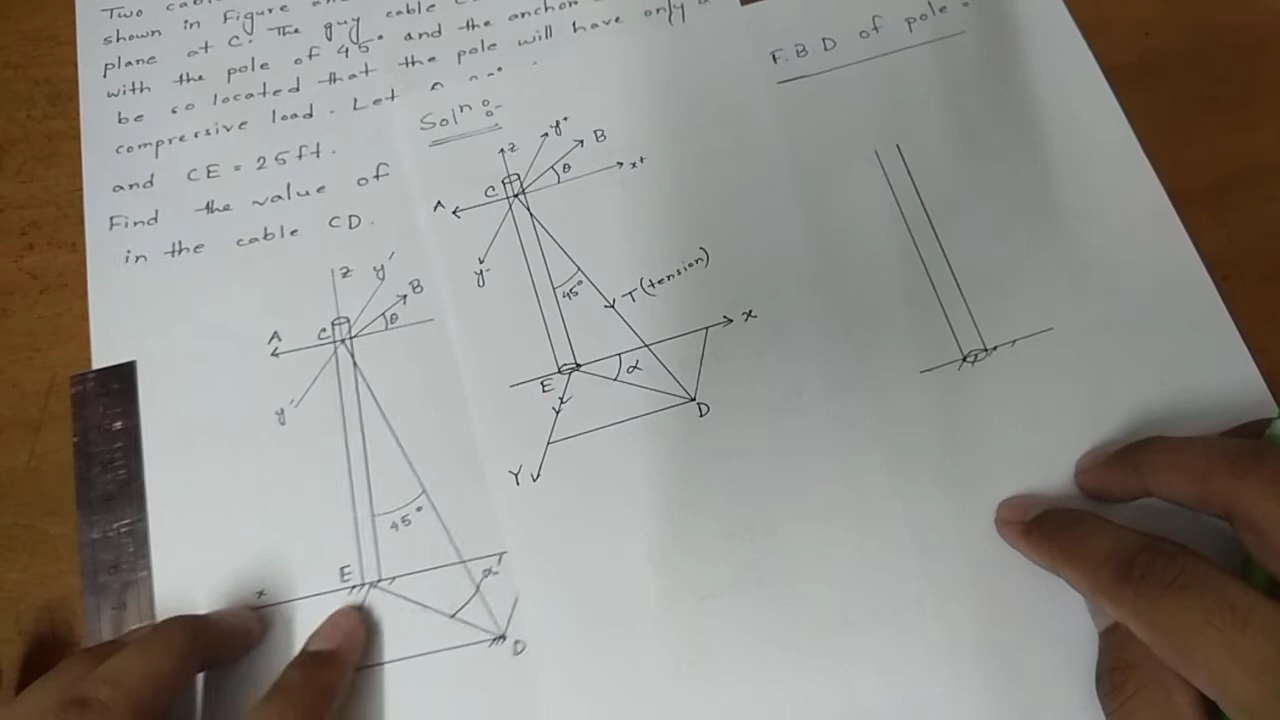 Two
shown in Figure
plane at C. The guy cable
with the pole of 45° and the anchor
be so located that the pole will have only
compressive load. Let
and CE = 25ft.
Find the value of
in the cable CD.
z
y'
B
A
C
θ
y'
45°
E
x
α
D
Solⁿ :-
z
y+
B
C
θ
x+
A
y-
45°
T (tension)
x
E
α
D
Y
F.B.D of pole.